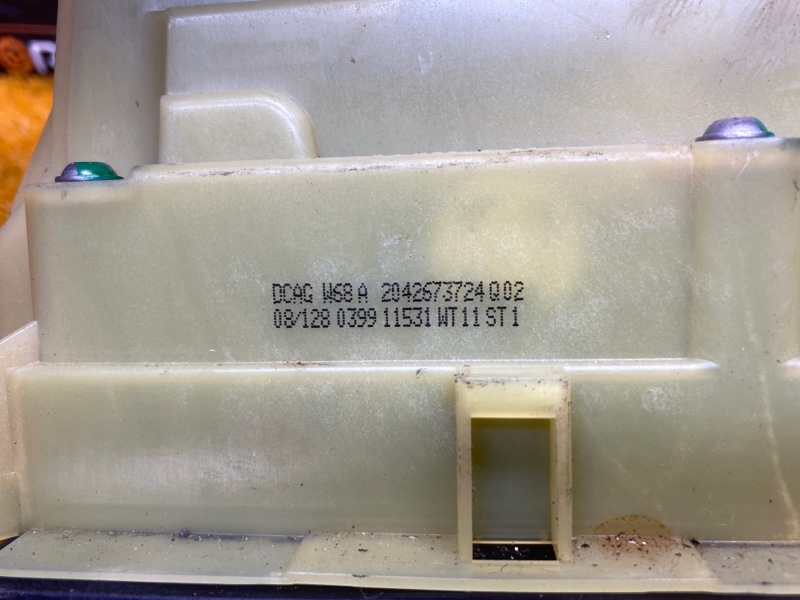 DCAG W68 A 2042673724 Q02
08/128 0399 11531 WT11 ST1